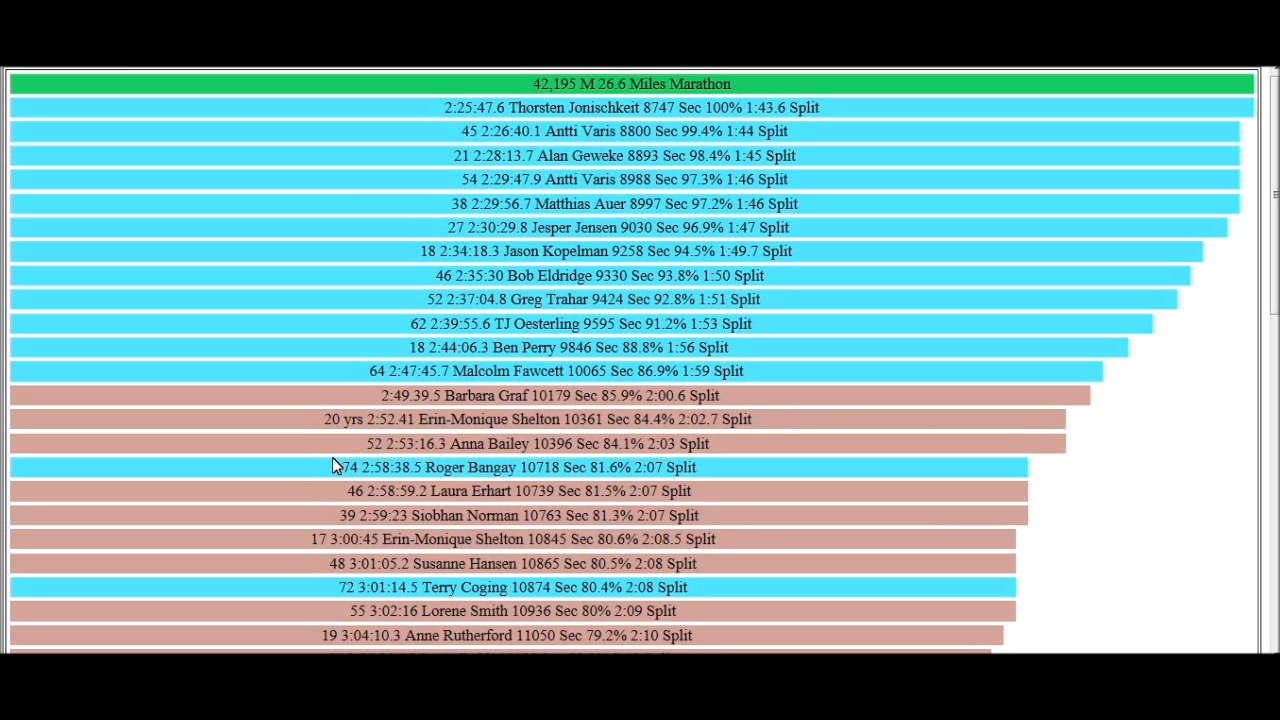 42,195 M 26.6 Miles Marathon
2:25:47.6 Thorsten Jonischkeit 8747 Sec 100% 1:43.6 Split
45 2:26:40.1 Antti Varis 8800 Sec 99.4% 1:44 Split
21 2:28:13.7 Alan Geweke 8893 Sec 98.4% 1:45 Split
54 2:29:47.9 Antti Varis 8988 Sec 97.3% 1:46 Split
38 2:29:56.7 Matthias Auer 8997 Sec 97.2% 1:46 Split
27 2:30:29.8 Jesper Jensen 9030 Sec 96.9% 1:47 Split
18 2:34:18.3 Jason Kopelman 9258 Sec 94.5% 1:49.7 Split
46 2:35:30 Bob Eldridge 9330 Sec 93.8% 1:50 Split
52 2:37:04.8 Greg Trahar 9424 Sec 92.8% 1:51 Split
62 2:39:55.6 TJ Oesterling 9595 Sec 91.2% 1:53 Split
18 2:44:06.3 Ben Perry 9846 Sec 88.8% 1:56 Split
64 2:47:45.7 Malcolm Fawcett 10065 Sec 86.9% 1:59 Split
2:49.39.5 Barbara Graf 10179 Sec 85.9% 2:00.6 Split
20 yrs 2:52.41 Erin-Monique Shelton 10361 Sec 84.4% 2:02.7 Split
52 2:53:16.3 Anna Bailey 10396 Sec 84.1% 2:03 Split
74 2:58:38.5 Roger Bangay 10718 Sec 81.6% 2:07 Split
46 2:58:59.2 Laura Erhart 10739 Sec 81.5% 2:07 Split
39 2:59:23 Siobhan Norman 10763 Sec 81.3% 2:07 Split
17 3:00:45 Erin-Monique Shelton 10845 Sec 80.6% 2:08.5 Split
48 3:01:05.2 Susanne Hansen 10865 Sec 80.5% 2:08 Split
72 3:01:14.5 Terry Coging 10874 Sec 80.4% 2:08 Split
55 3:02:16 Lorene Smith 10936 Sec 80% 2:09 Split
19 3:04:10.3 Anne Rutherford 11050 Sec 79.2% 2:10 Split